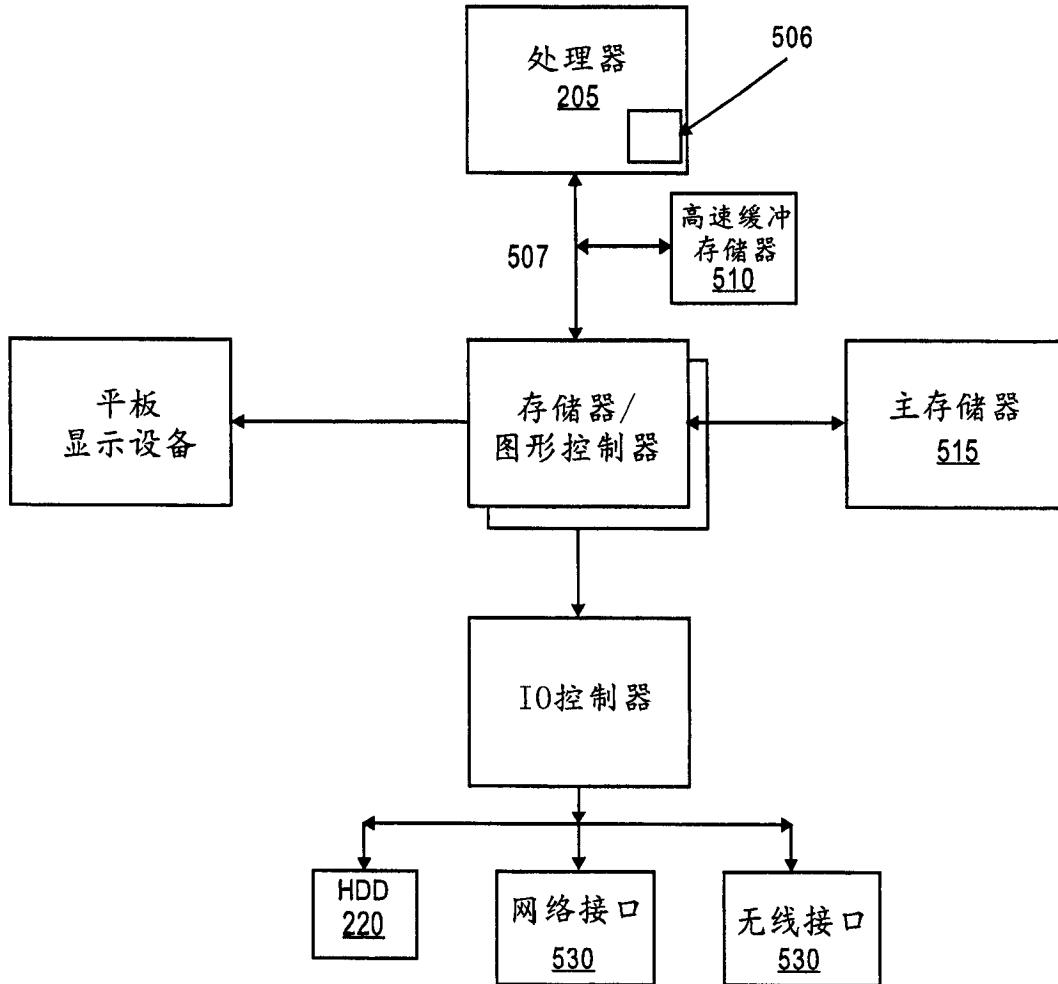 506
处理器
205
高速缓冲
存储器
510
507
平板
显示设备
存储器/
图形控制器
主存储器
515
IO控制器
HDD
220
网络接口
530
无线接口
530